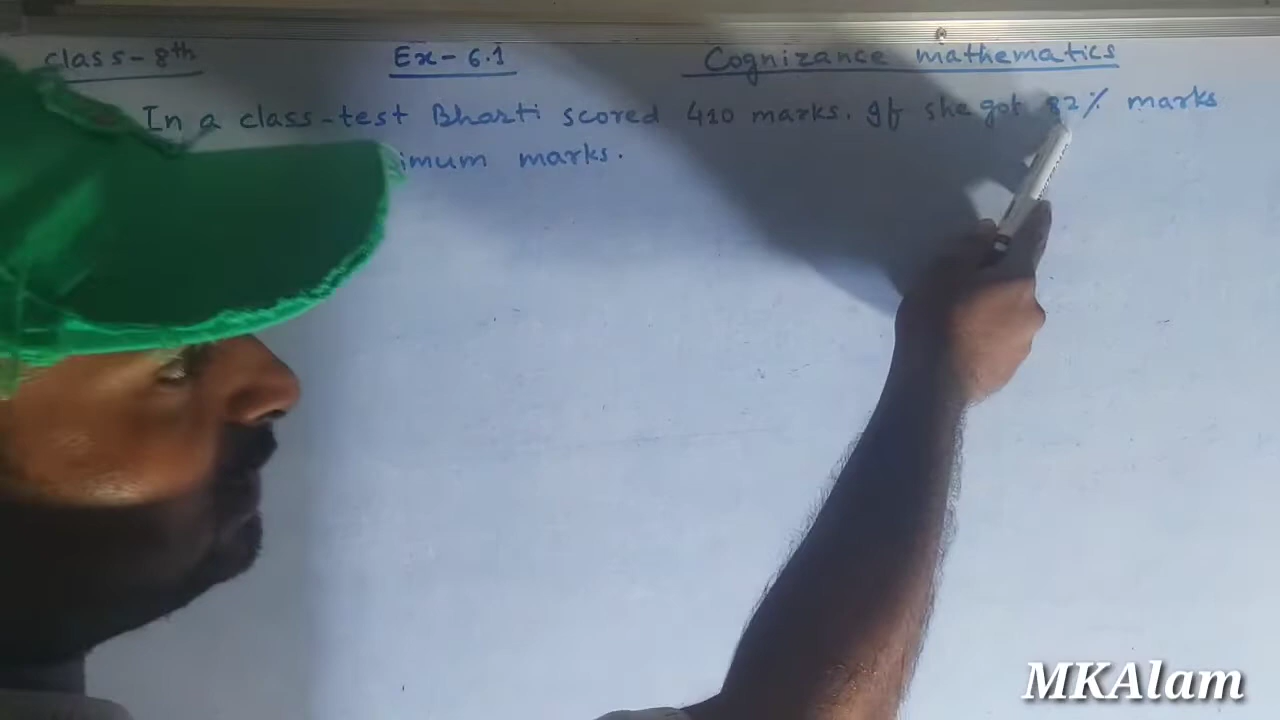 class-8th Ex-6.1 Cognizance mathematics
In a class-test Bharti scored 410 marks. If she got 82% marks
imum marks.
MKAlam